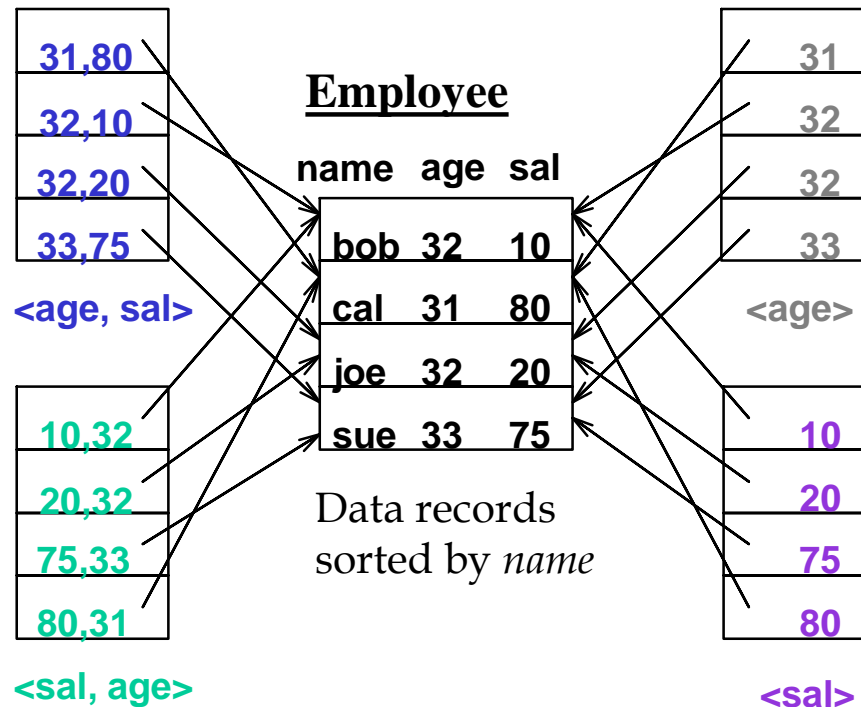 31,80
32,10
32,20
33,75
<age, sal>
10,32
20,32
75,33
80,31
<sal, age>
Employee
name age sal
bob 32 10
cal 31 80
joe 32 20
sue 33 75
Data records
sorted by name
31
32
32
33
<age>
10
20
75
80
<sal>